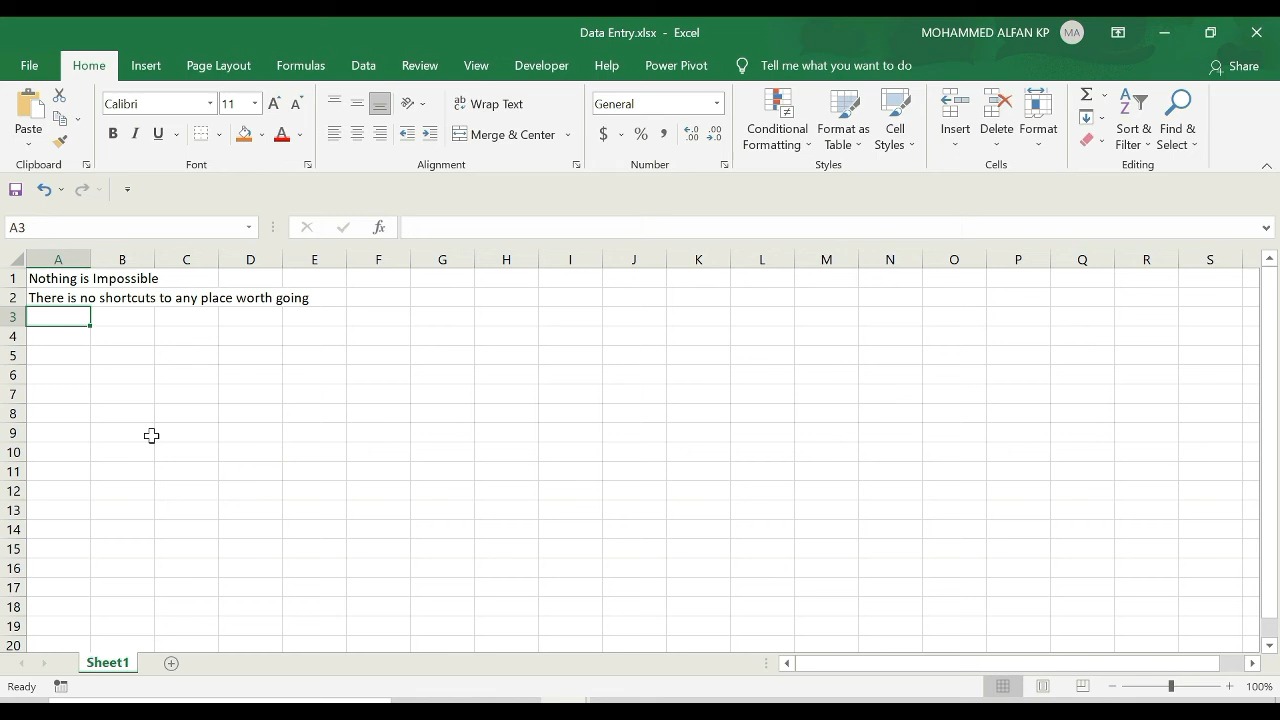 Data Entry.xlsx - Excel
MOHAMMED ALFAN KP MA
File Home Insert Page Layout Formulas Data Review View Developer Help Power Pivot Tell me what you want to do Share
Paste Calibri 11 Wrap Text General Conditional Formatting Format as Table Cell Styles Insert Delete Format Sort & Filter Find & Select
B I U A Merge & Center $ %
Clipboard Font Alignment Number Styles Cells Editing
A3 fx
A B C D E F G H I J K L M N O P Q R S
1 Nothing is Impossible
2 There is no shortcuts to any place worth going
3
4
5
6
7
8
9
10
11
12
13
14
15
16
17
18
19
20
Sheet1
Ready 100%